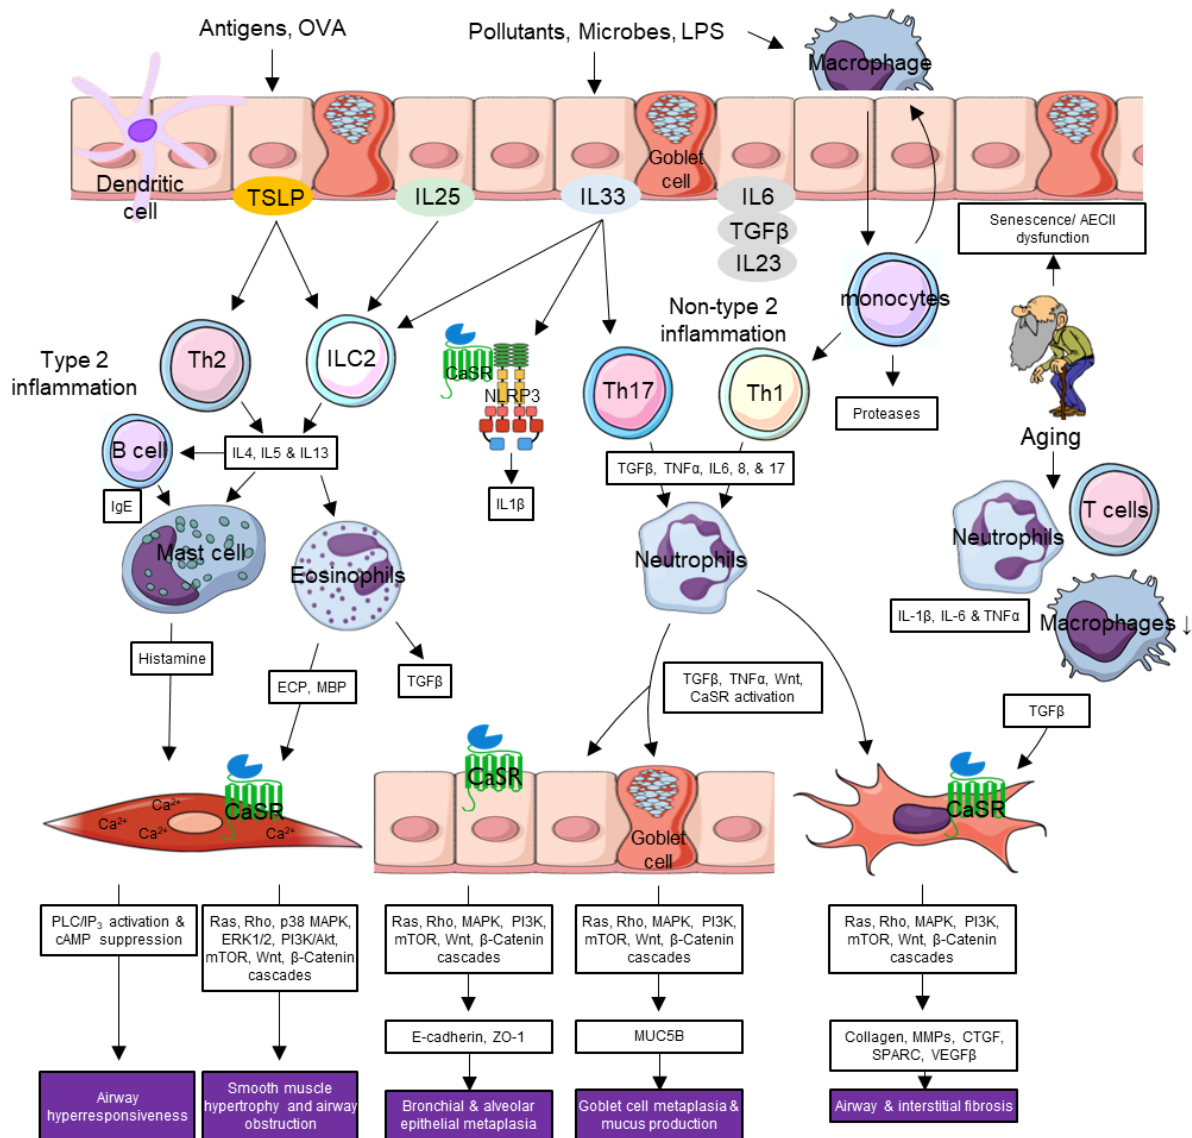 Antigens, OVA
Pollutants, Microbes, LPS
Macrophage
Dendritic
cell
Goblet
cell
TSLP
IL25
IL33
IL6
TGFβ
IL23
Senescence/ AECII
dysfunction
monocytes
Non-type 2
inflammation
Type 2
inflammation
Th2
ILC2
CaSR
NLRP3
Th17
Th1
Proteases
Aging
B cell
IL4, IL5 & IL13
TGFβ, TNFα, IL6, 8, & 17
IgE
IL1β
T cells
Mast cell
Eosinophils
Neutrophils
Neutrophils
IL-1β, IL-6 & TNFα
Macrophages ↓
Histamine
ECP, MBP
TGFβ
TGFβ, TNFα, Wnt,
CaSR activation
TGFβ
Ca²⁺
Ca²⁺
Ca²⁺
Ca²⁺
CaSR
CaSR
Goblet
cell
CaSR
PLC/IP₃ activation &
cAMP suppression
Ras, Rho, p38 MAPK,
ERK1/2, PI3K/Akt,
mTOR, Wnt, β-Catenin
cascades
Ras, Rho, MAPK, PI3K,
mTOR, Wnt, β-Catenin
cascades
Ras, Rho, MAPK, PI3K,
mTOR, Wnt, β-Catenin
cascades
Ras, Rho, MAPK, PI3K,
mTOR, Wnt, β-Catenin
cascades
E-cadherin, ZO-1
MUC5B
Collagen, MMPs, CTGF,
SPARC, VEGFβ
Airway
hyperresponsiveness
Smooth muscle
hypertrophy and airway
obstruction
Bronchial & alveolar
epithelial metaplasia
Goblet cell metaplasia &
mucus production
Airway & interstitial fibrosis